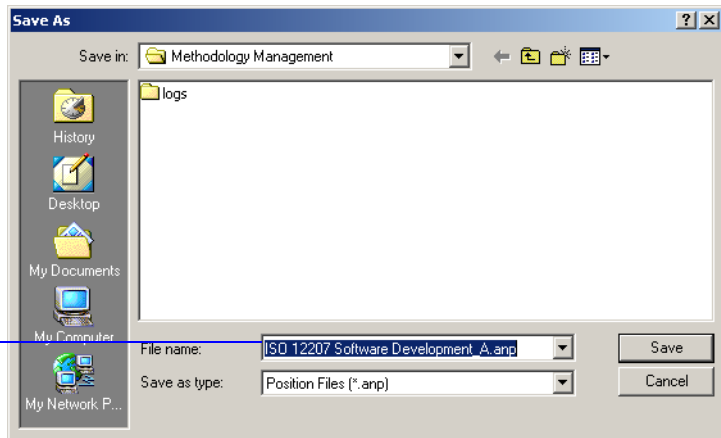 Save As
Save in:
Methodology Management
logs
History
Desktop
My Documents
My Computer
My Network P...
File name:
ISO 12207 Software Development_A.anp
Save
Save as type:
Position Files (*.anp)
Cancel